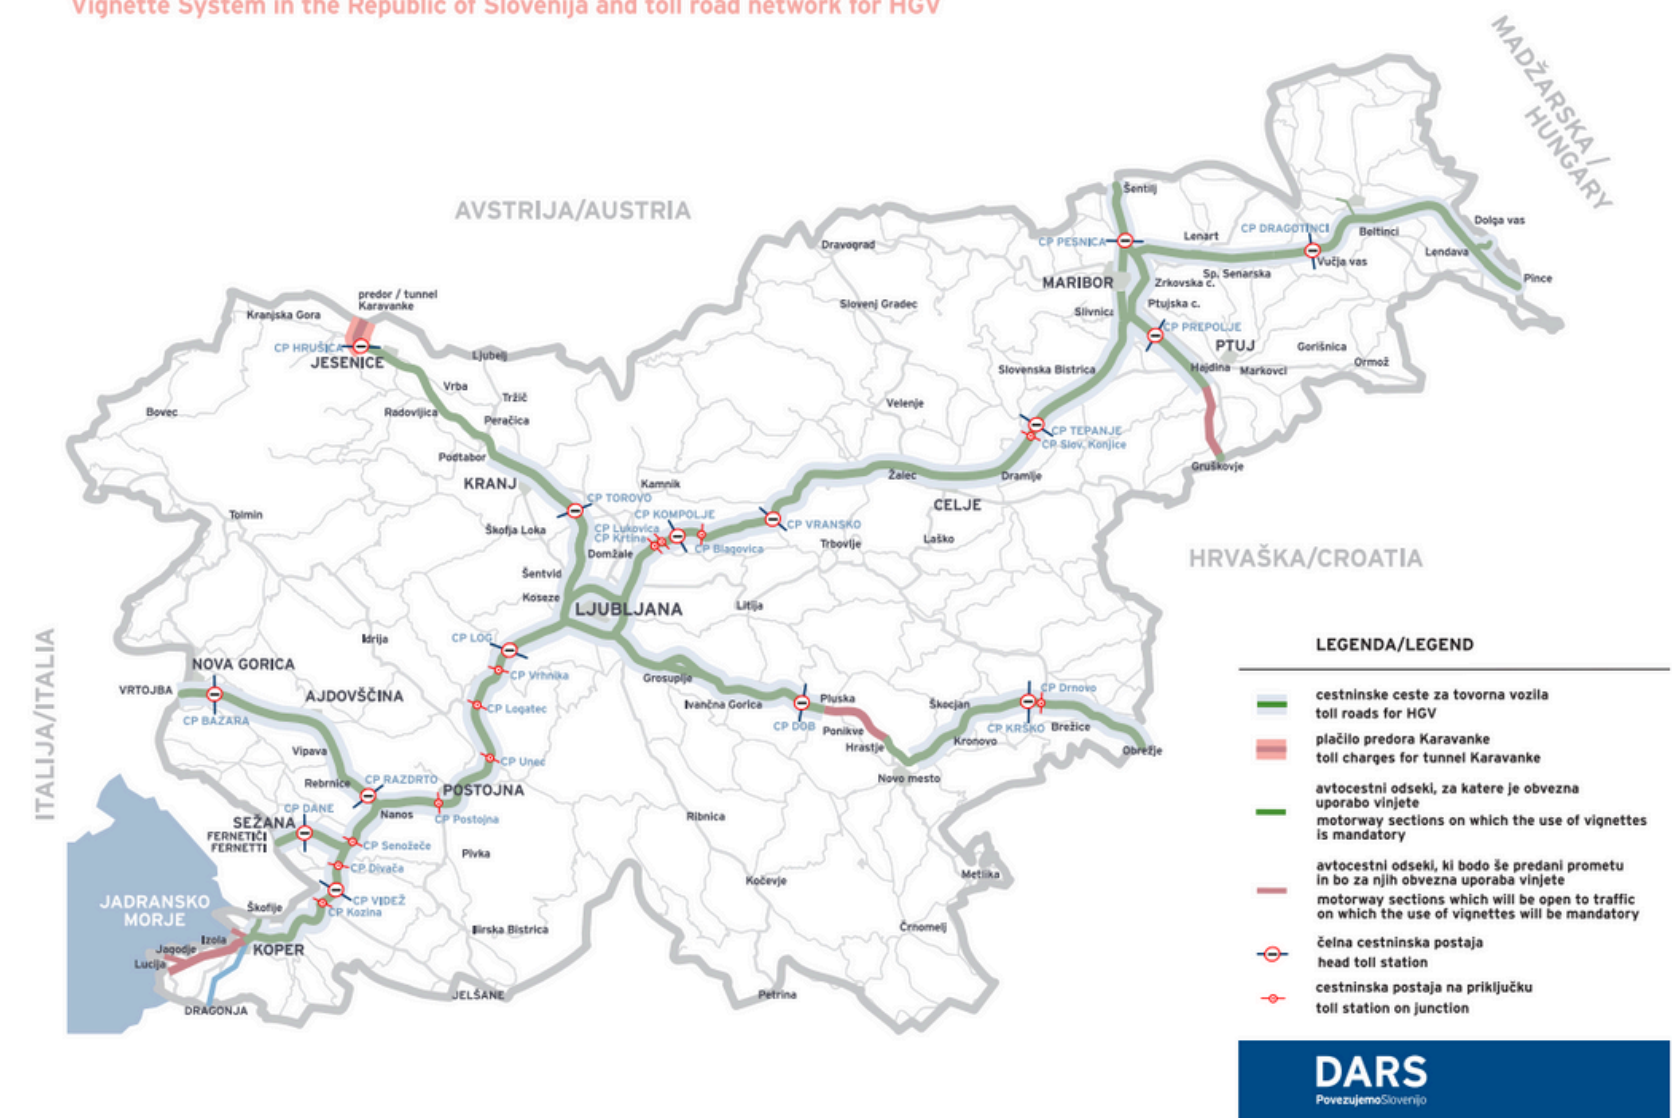 Vignette System in the Republic of Slovenija and toll road network for HGV
MADŽARSKA /
HUNGARY
AVSTRIJA/AUSTRIA
HRVAŠKA/CROATIA
ITALIJA/ITALIA
JADRANSKO
MORJE
Šentilj
CP PESNICA
Lenart
CP DRAGOTINCI
Dolga vas
Beltinci
Lendava
Vučja vas
Pince
Sp. Senarska
MARIBOR
Zrkovska c.
Ptujska c.
Slivnica
CP PREPOLJE
PTUJ
Gorišnica
Ormož
Hajdina
Markovci
Slovenska Bistrica
Gruškovje
Dravograd
Slovenj Gradec
Velenje
CP TEPANJE
CP Slov. Konjice
Dramlje
Žalec
CELJE
Laško
Trbovlje
CP VRANSKO
predor / tunnel
Karavanke
Kranjska Gora
CP HRUŠICA
JESENICE
Ljubelj
Vrba
Tržič
Radovljica
Peračica
Bovec
Podtabor
KRANJ
Kamnik
CP TOROVO
CP KOMPOLJE
CP Lukovica
CP Krtina
CP Blagovica
Domžale
Škofja Loka
Tolmin
Šentvid
Koseze
LJUBLJANA
Litija
Idrija
CP LOG
CP Vrhnika
CP Logatec
CP Unec
Grosuplje
Ivančna Gorica
CP DOB
Pluska
Ponikve
Hrastje
Novo mesto
Škocjan
Kronovo
CP KRŠKO
CP Drnovo
Brežice
Obrežje
NOVA GORICA
VRTOJBA
CP BAZARA
AJDOVŠČINA
Vipava
Rebrnice
CP RAZDRTO
POSTOJNA
Nanos
CP Postojna
CP DANE
SEŽANA
FERNETIČI
FERNETTI
CP Senožeče
CP Divača
Pivka
CP VIDEŽ
CP Kozina
Škofije
Izola
Jagodje
Lucija
KOPER
DRAGONJA
Ilirska Bistrica
JELŠANE
Ribnica
Kočevje
Petrina
Črnomelj
Metlika
LEGENDA/LEGEND
cestninske ceste za tovorna vozila
toll roads for HGV
plačilo predora Karavanke
toll charges for tunnel Karavanke
avtocestni odseki, za katere je obvezna
uporabo vinjete
motorway sections on which the use of vignettes
is mandatory
avtocestni odseki, ki bodo še predani prometu
in bo za njih obvezna uporaba vinjete
motorway sections which will be open to traffic
on which the use of vignettes will be mandatory
čelna cestninska postaja
head toll station
cestninska postaja na priključku
toll station on junction
DARS
PovezujemoSlovenijo